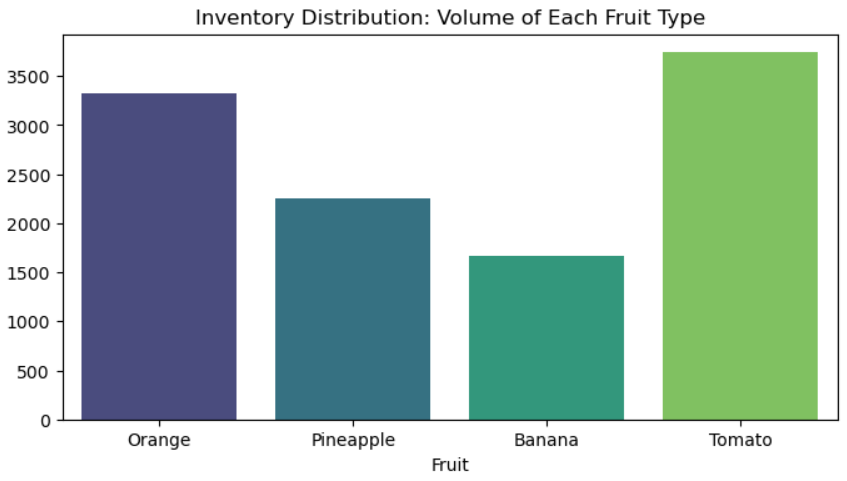 Inventory Distribution: Volume of Each Fruit Type
3500
3000
2500
2000
1500
1000
500
0
Orange Pineapple Banana Tomato
Fruit